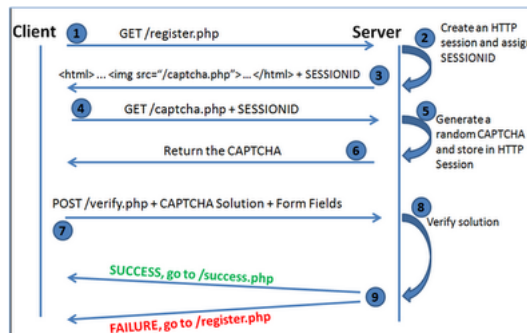 Client
Server
1
GET /register.php
2
Create an HTTP
session and assign
SESSIONID
<html> ... <img src="/captcha.php"> ... </html> + SESSIONID
3
4
GET /captcha.php + SESSIONID
5
Generate a
random CAPTCHA
and store in HTTP
Session
Return the CAPTCHA
6
POST /verify.php + CAPTCHA Solution + Form Fields
7
8
Verify solution
SUCCESS, go to /success.php
9
FAILURE, go to /register.php